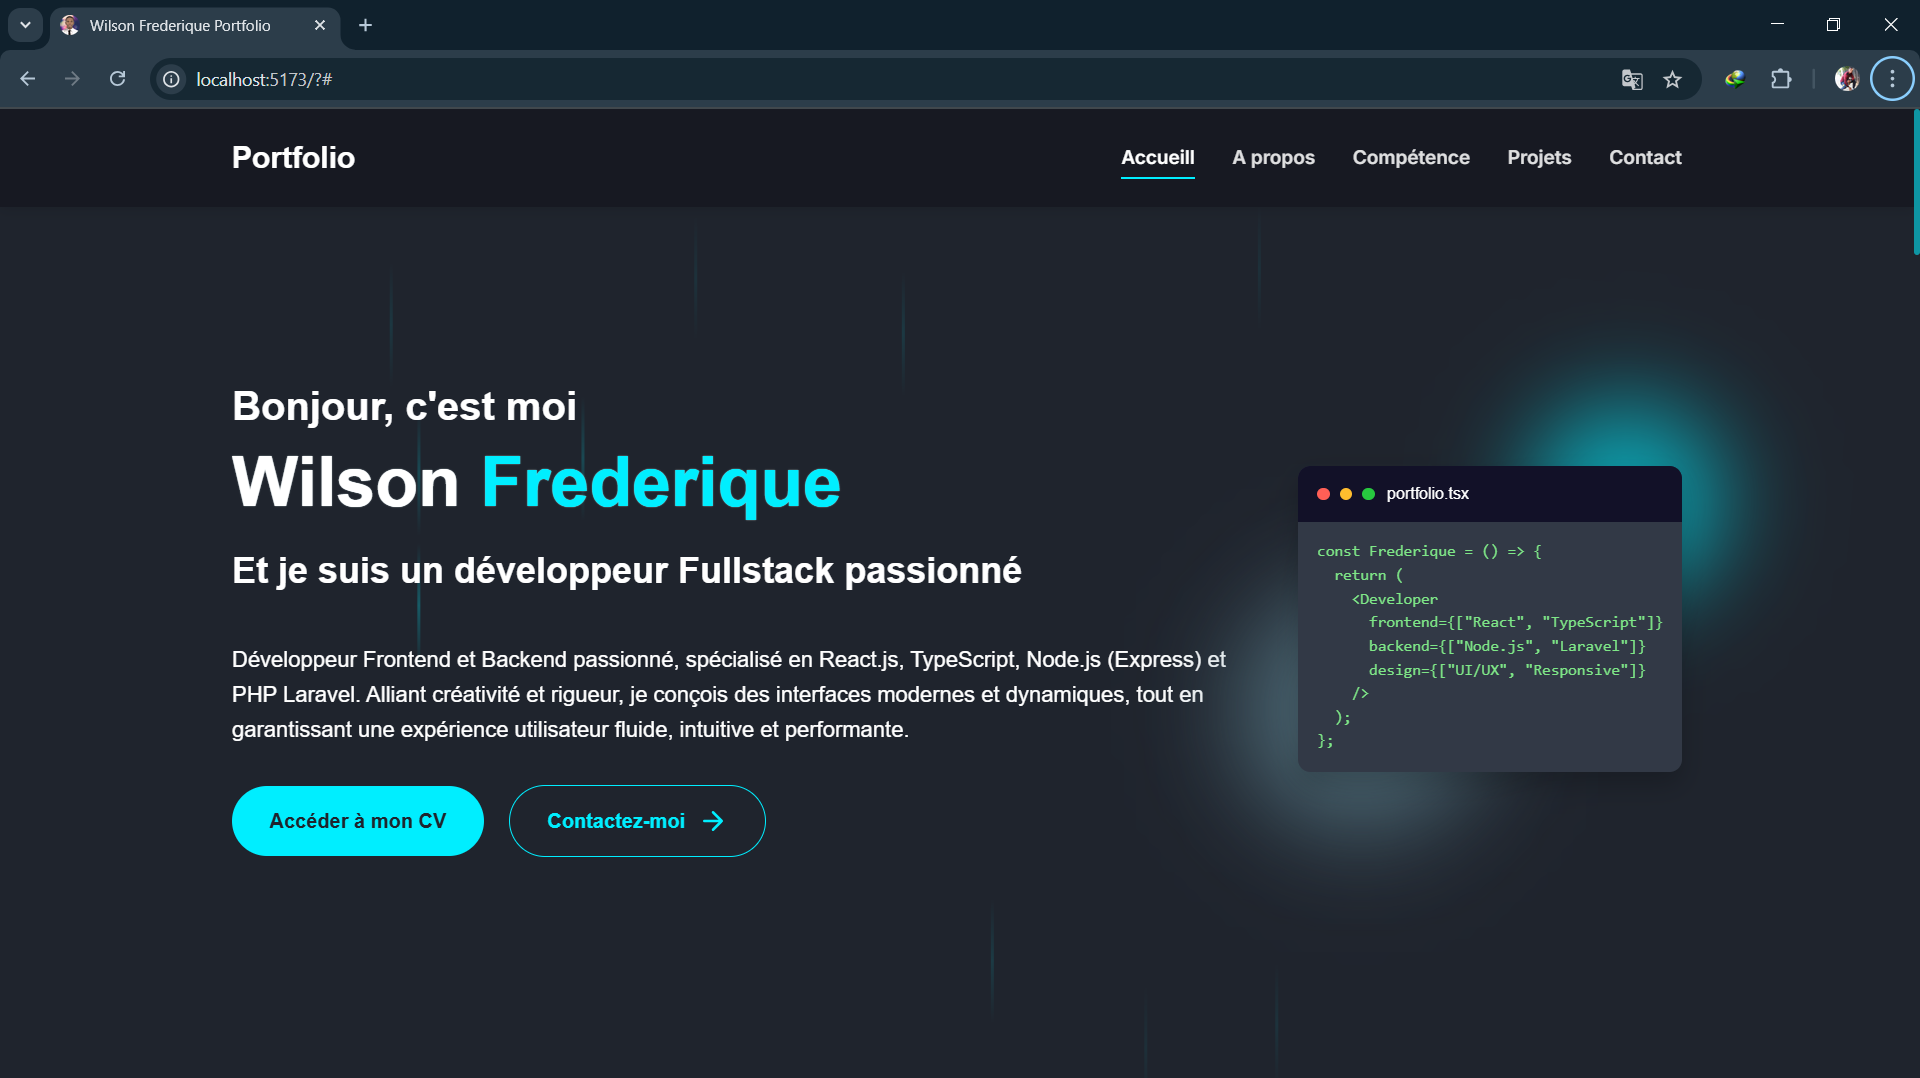 Wilson Frederique Portfolio
localhost:5173/?#
Portfolio
Accueill
A propos
Compétence
Projets
Contact
Bonjour, c'est moi
Wilson Frederique
Et je suis un développeur Fullstack passionné
Développeur Frontend et Backend passionné, spécialisé en React.js, TypeScript, Node.js (Express) et
PHP Laravel. Alliant créativité et rigueur, je conçois des interfaces modernes et dynamiques, tout en
garantissant une expérience utilisateur fluide, intuitive et performante.
Accéder à mon CV
Contactez-moi
portfolio.tsx
const Frederique = () => {
  return (
    <Developer
      frontend={["React", "TypeScript"]}
      backend={["Node.js", "Laravel"]}
      design={["UI/UX", "Responsive"]}
    />
  );
};